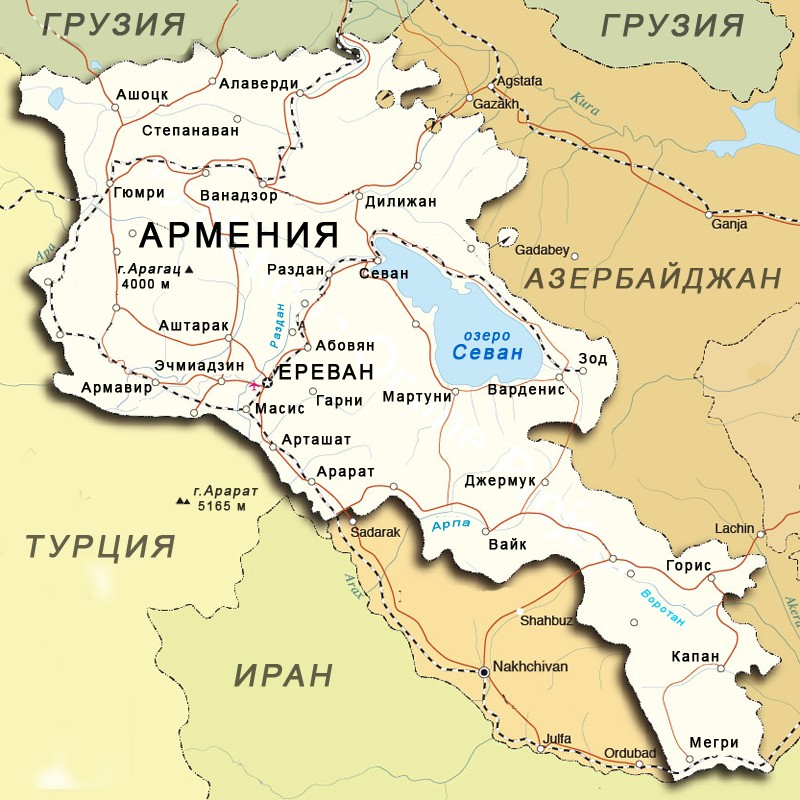 ГРУЗИЯ
ГРУЗИЯ
Алаверди
Ашоцк
Agstafa
Gazakh
Kura
Степанаван
Гюмри
Ванадзор
Дилижан
Ganja
АРМЕНИЯ
Gadabey
г.Арагац
4000 м
Раздан
Севан
АЗЕРБАЙДЖАН
Аштарак
Раздан
Абовян
озеро
Севан
Зод
Эчмиадзин
ЕРЕВАН
Армавир
Гарни
Мартуни
Варденис
Масис
Арташат
Арарат
Джермук
г.Арарат
5165 м
Sadarak
Арпа
Вайк
Lachin
ТУРЦИЯ
Arax
Горис
Воротан
Akera
Shahbuz
Капан
ИРАН
Nakhchivan
Julfa
Ordubad
Мегри